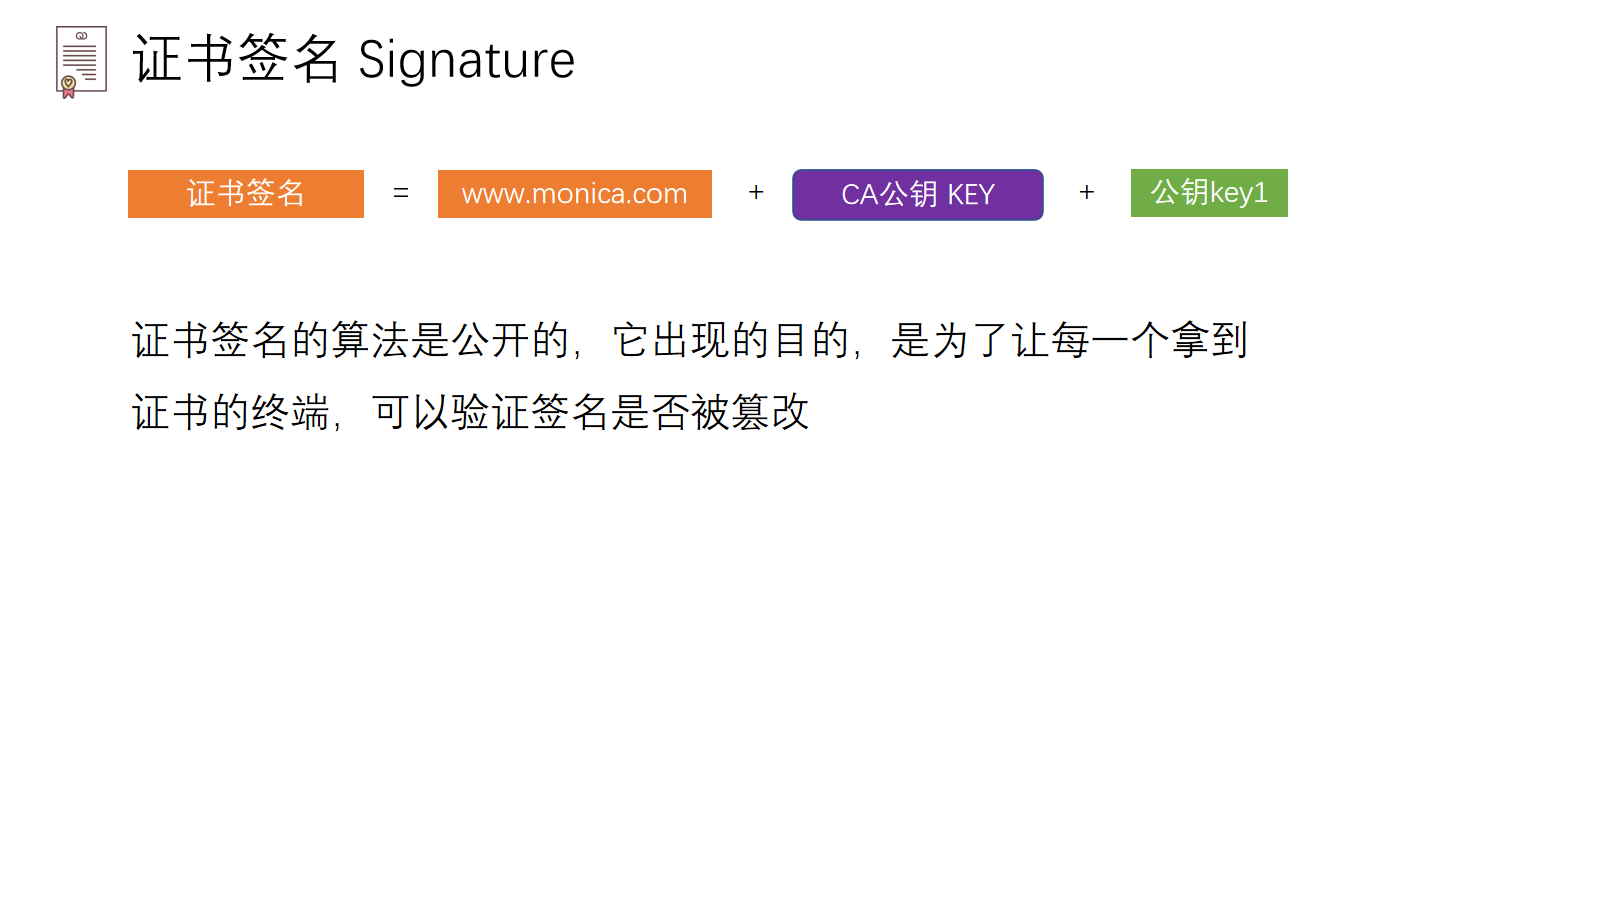 证书签名 Signature
证书签名 = www.monica.com + CA公钥 KEY + 公钥key1
证书签名的算法是公开的，它出现的目的，是为了让每一个拿到
证书的终端，可以验证签名是否被篡改